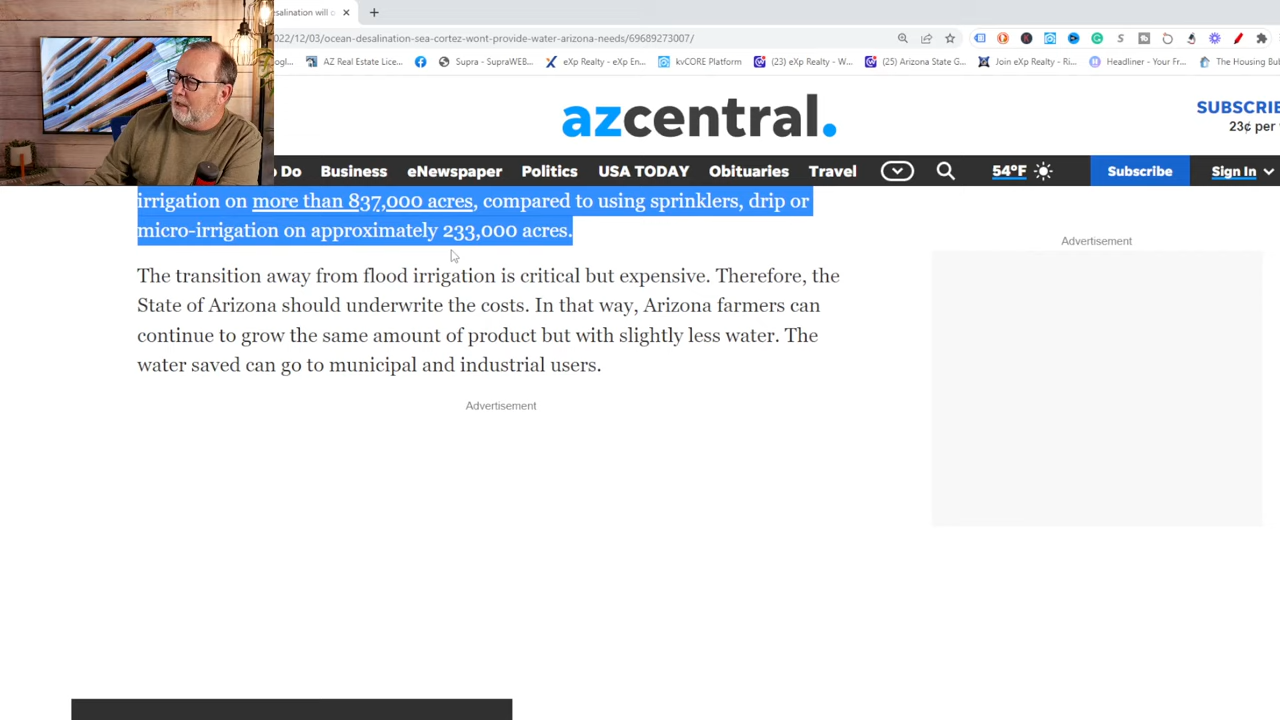 desalination will c
2022/12/03/ocean-desalination-sea-cortez-wont-provide-water-arizona-needs/69689273007/
AZ Real Estate Lice...
Supra - SupraWEB...
eXp Realty - eXp En...
kvCORE Platform
(23) eXp Realty - W...
(25) Arizona State G...
Join eXp Realty - Ri...
Headliner - Your Fr...
The Housing Bu
azcentral.
SUBSCRIBE
23¢ per
Do Business eNewspaper Politics USA TODAY Obituaries Travel 54°F Subscribe Sign In
irrigation on more than 837,000 acres, compared to using sprinklers, drip or
micro-irrigation on approximately 233,000 acres.
Advertisement
The transition away from flood irrigation is critical but expensive. Therefore, the
State of Arizona should underwrite the costs. In that way, Arizona farmers can
continue to grow the same amount of product but with slightly less water. The
water saved can go to municipal and industrial users.
Advertisement